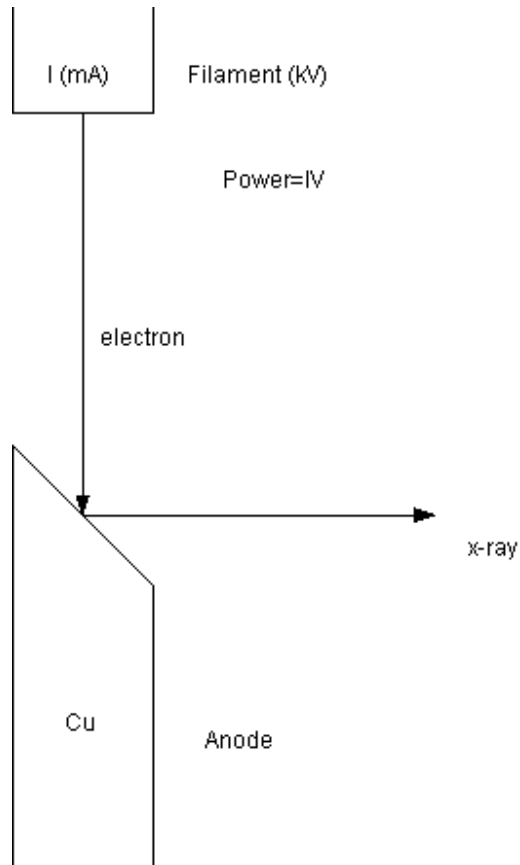 I (mA)
Filament (kV)
Power=IV
electron
x-ray
Cu
Anode